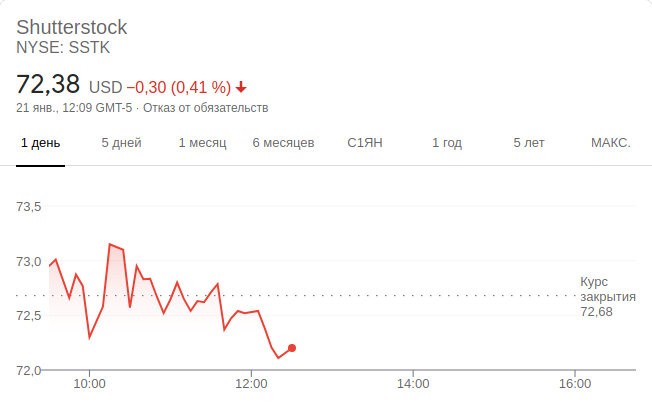 Shutterstock
NYSE: SSTK
72,38 USD −0,30 (0,41 %)
21 янв., 12:09 GMT-5 · Отказ от обязательств
1 день 5 дней 1 месяц 6 месяцев С1ЯН 1 год 5 лет МАКС.
73,5
73,0
Курс
закрытия
72,68
72,5
72,0
10:00 12:00 14:00 16:00